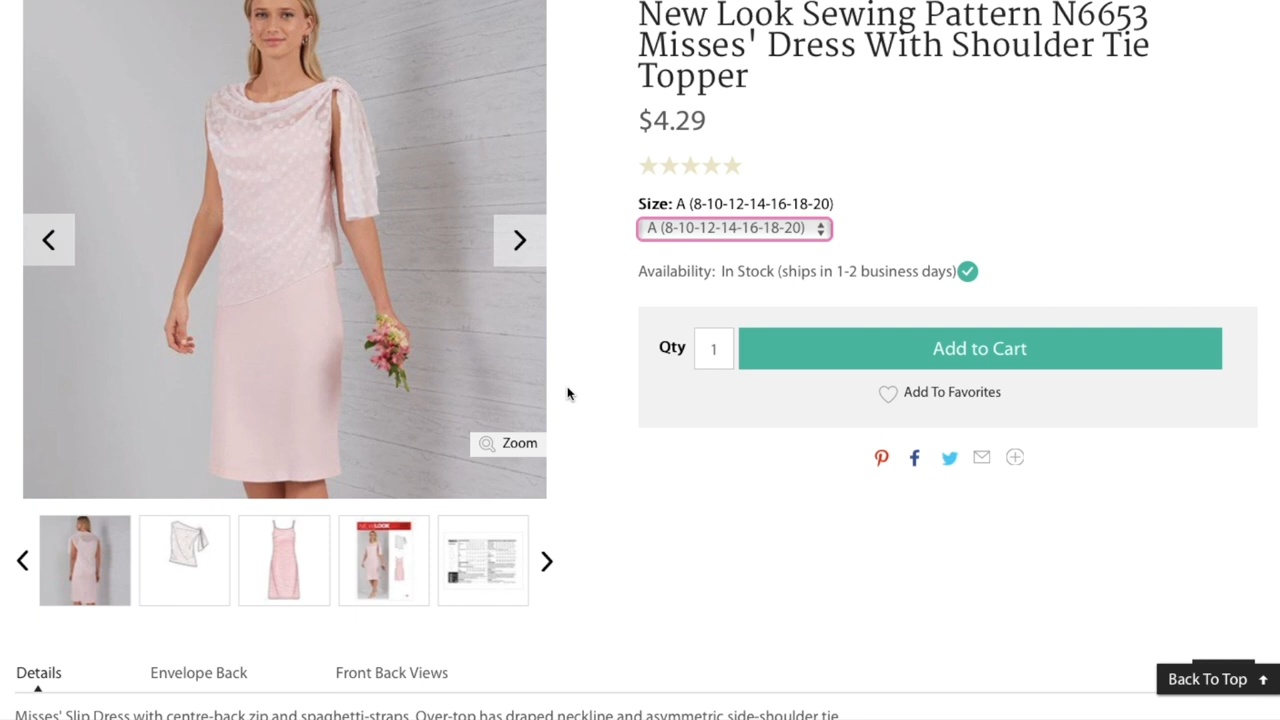 New Look Sewing Pattern N6653
Misses' Dress With Shoulder Tie
Topper
$4.29
Size: A (8-10-12-14-16-18-20)
A (8-10-12-14-16-18-20)
Availability: In Stock (ships in 1-2 business days)
Qty 1 Add to Cart
Add To Favorites
Zoom
NEW LOOK
Details Envelope Back Front Back Views
Back To Top
Misses' Slip Dress with centre-back zip and spaghetti-straps. Over-top has draped neckline and asymmetric side-shoulder tie